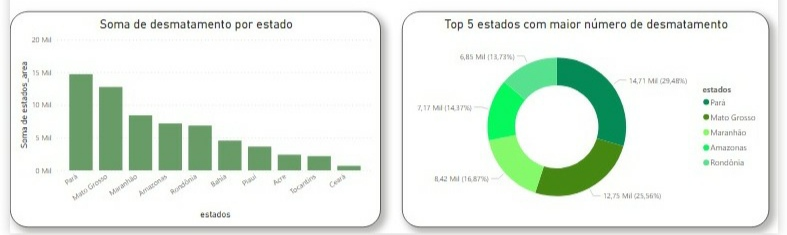 Soma de desmatamento por estado
Soma de estados_area
20 Mil
15 Mil
10 Mil
5 Mil
0 Mil
Pará
Mato Grosso
Maranhão
Amazonas
Rondônia
Bahia
Piauí
Acre
Tocantins
Ceará
estados
Top 5 estados com maior número de desmatamento
6,85 Mil (13,73%)
14,71 Mil (29,48%)
7,17 Mil (14,37%)
8,42 Mil (16,87%)
12,75 Mil (25,56%)
estados
Pará
Mato Grosso
Maranhão
Amazonas
Rondônia